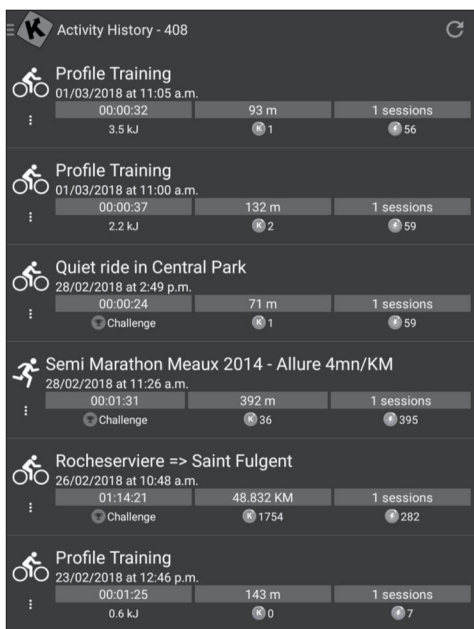 K Activity History - 408
Profile Training
01/03/2018 at 11:05 a.m.
00:00:32 93 m 1 sessions
3.5 kJ K 1 56
Profile Training
01/03/2018 at 11:00 a.m.
00:00:37 132 m 1 sessions
2.2 kJ K 2 59
Quiet ride in Central Park
28/02/2018 at 2:49 p.m.
00:00:24 71 m 1 sessions
Challenge K 1 59
Semi Marathon Meaux 2014 - Allure 4mn/KM
28/02/2018 at 11:26 a.m.
00:01:31 392 m 1 sessions
Challenge K 36 395
Rocheserviere => Saint Fulgent
26/02/2018 at 10:48 a.m.
01:14:21 48.832 KM 1 sessions
Challenge K 1754 282
Profile Training
23/02/2018 at 12:46 p.m.
00:01:25 143 m 1 sessions
0.6 kJ K 0 7